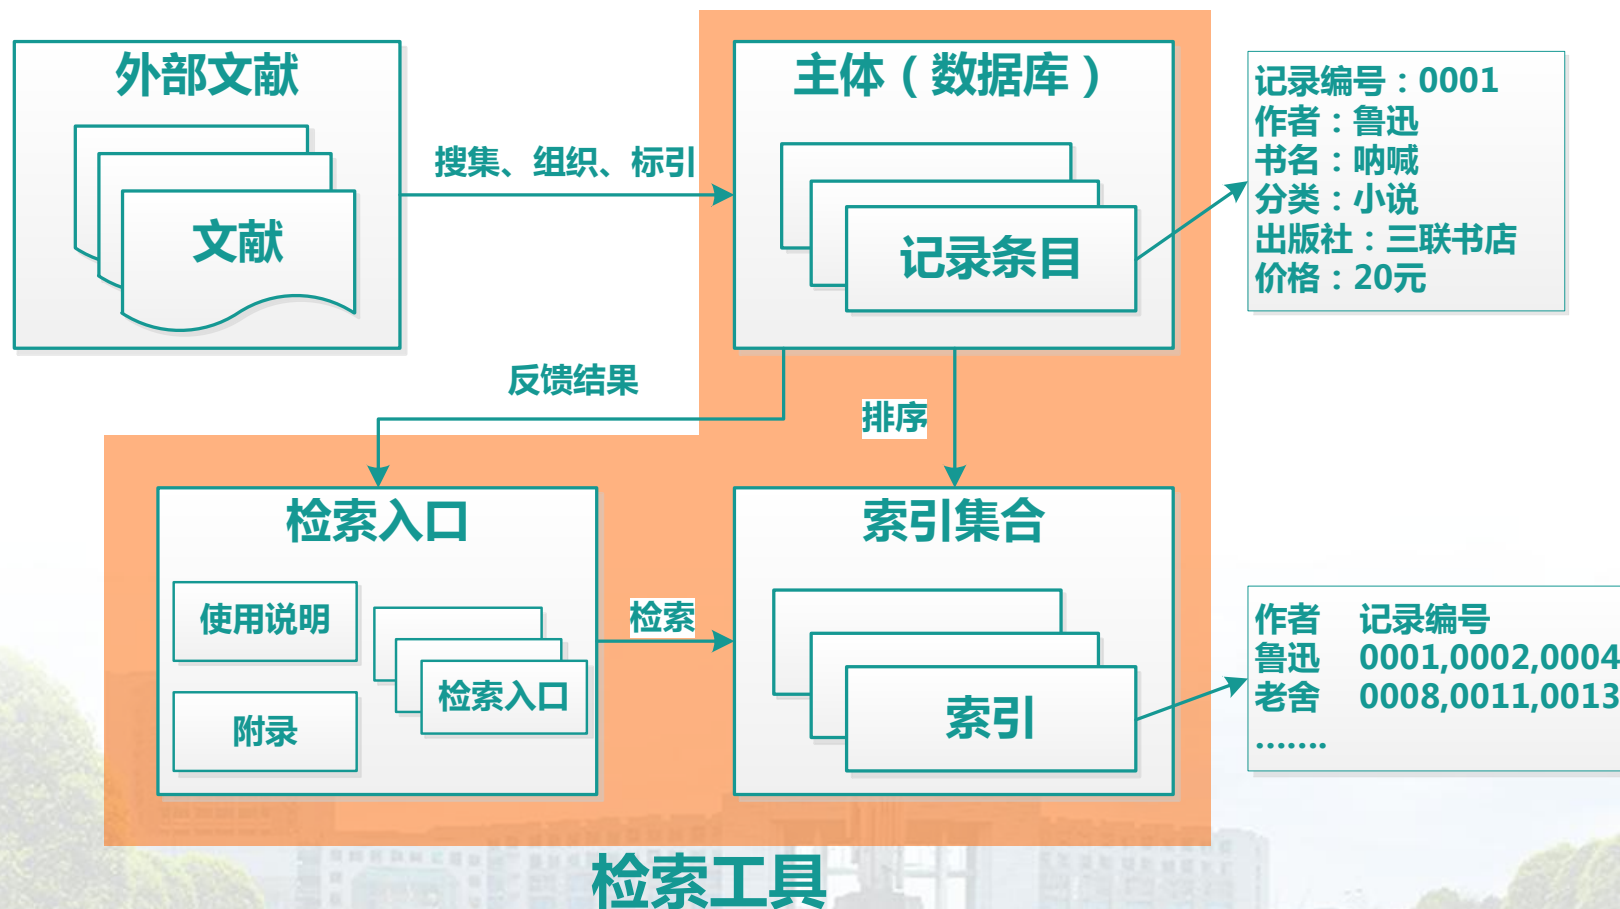 外部文献
文献
搜集、组织、标引
主体（数据库）
记录条目
记录编号：0001
作者：鲁迅
书名：呐喊
分类：小说
出版社：三联书店
价格：20元
反馈结果
排序
检索入口
使用说明
附录
检索入口
检索
索引集合
索引
作者 记录编号
鲁迅 0001,0002,0004
老舍 0008,0011,0013
.......
检索工具